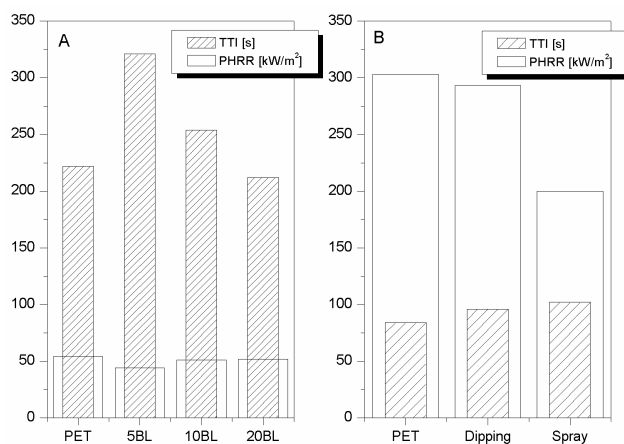 A
TTI [s]
PHRR [kW/m²]
350
300
250
200
150
100
50
0
PET 5BL 10BL 20BL
B
TTI [s]
PHRR [kW/m²]
350
300
250
200
150
100
50
0
PET Dipping Spray